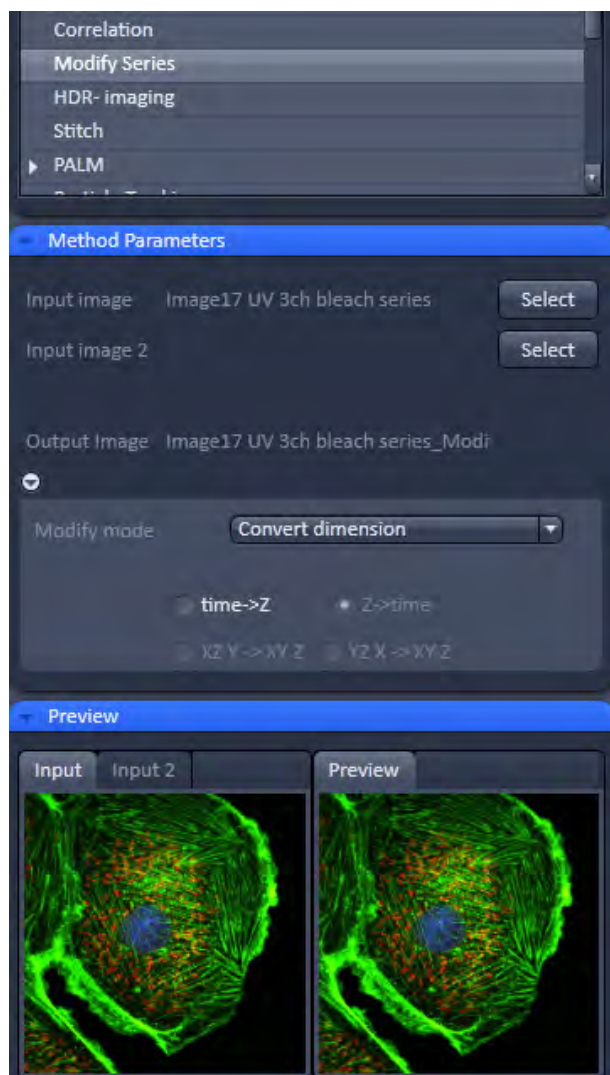 Correlation
Modify Series
HDR- imaging
Stitch
PALM
Method Parameters
Input image Image17 UV 3ch bleach series Select
Input image 2 Select
Output Image Image17 UV 3ch bleach series_Modi
Modify mode Convert dimension
time->Z Z->time
XZ Y -> XY Z YZ X -> XY Z
Preview
Input Input 2 Preview